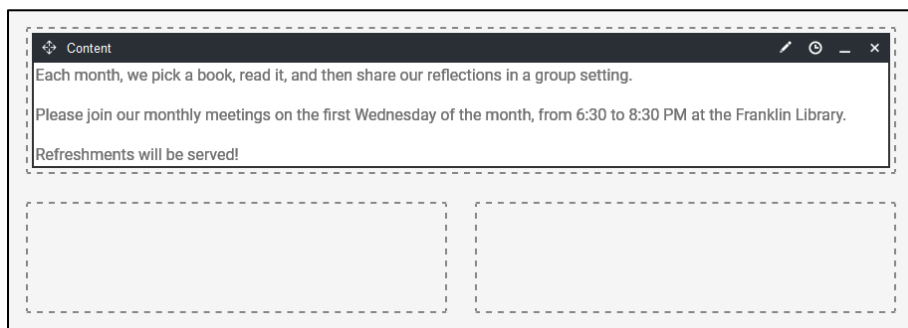 Content
Each month, we pick a book, read it, and then share our reflections in a group setting.
Please join our monthly meetings on the first Wednesday of the month, from 6:30 to 8:30 PM at the Franklin Library.
Refreshments will be served!